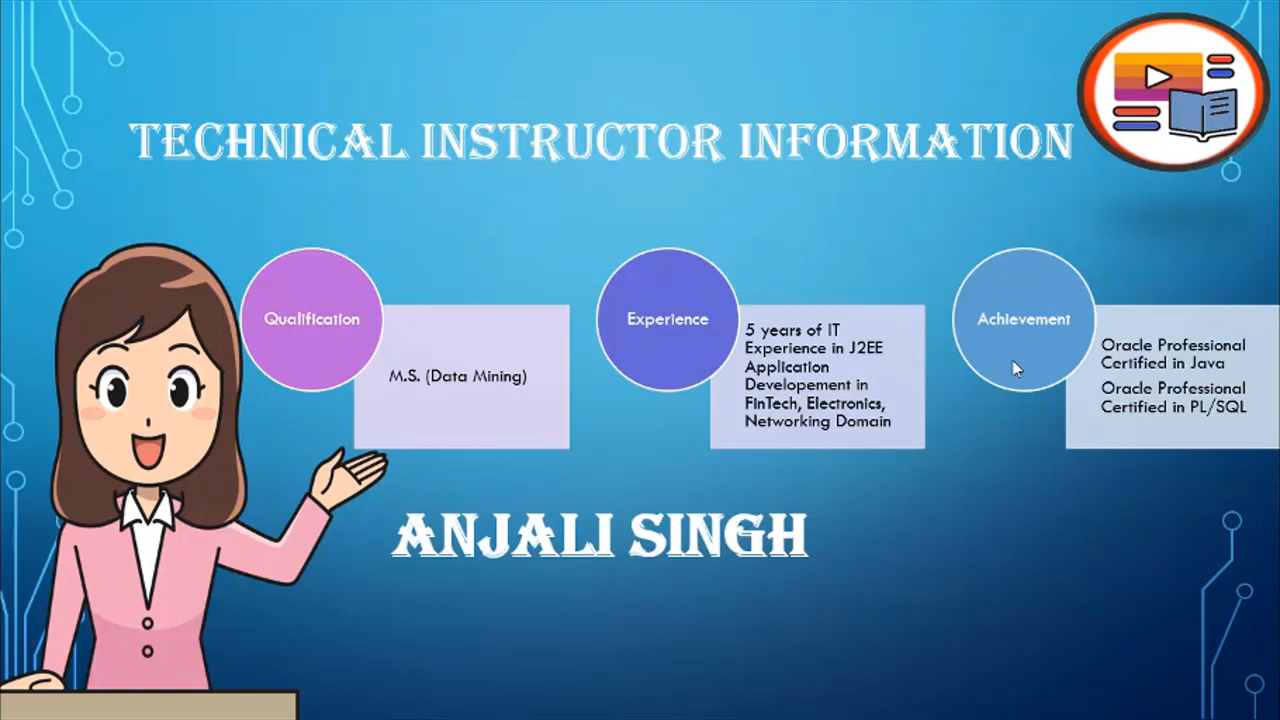 TECHNICAL INSTRUCTOR INFORMATION
Qualification
M.S. (Data Mining)
Experience
5 years of IT
Experience in J2EE
Application
Developement in
FinTech, Electronics,
Networking Domain
Achievement
Oracle Professional
Certified in Java
Oracle Professional
Certified in PL/SQL
ANJALI SINGH